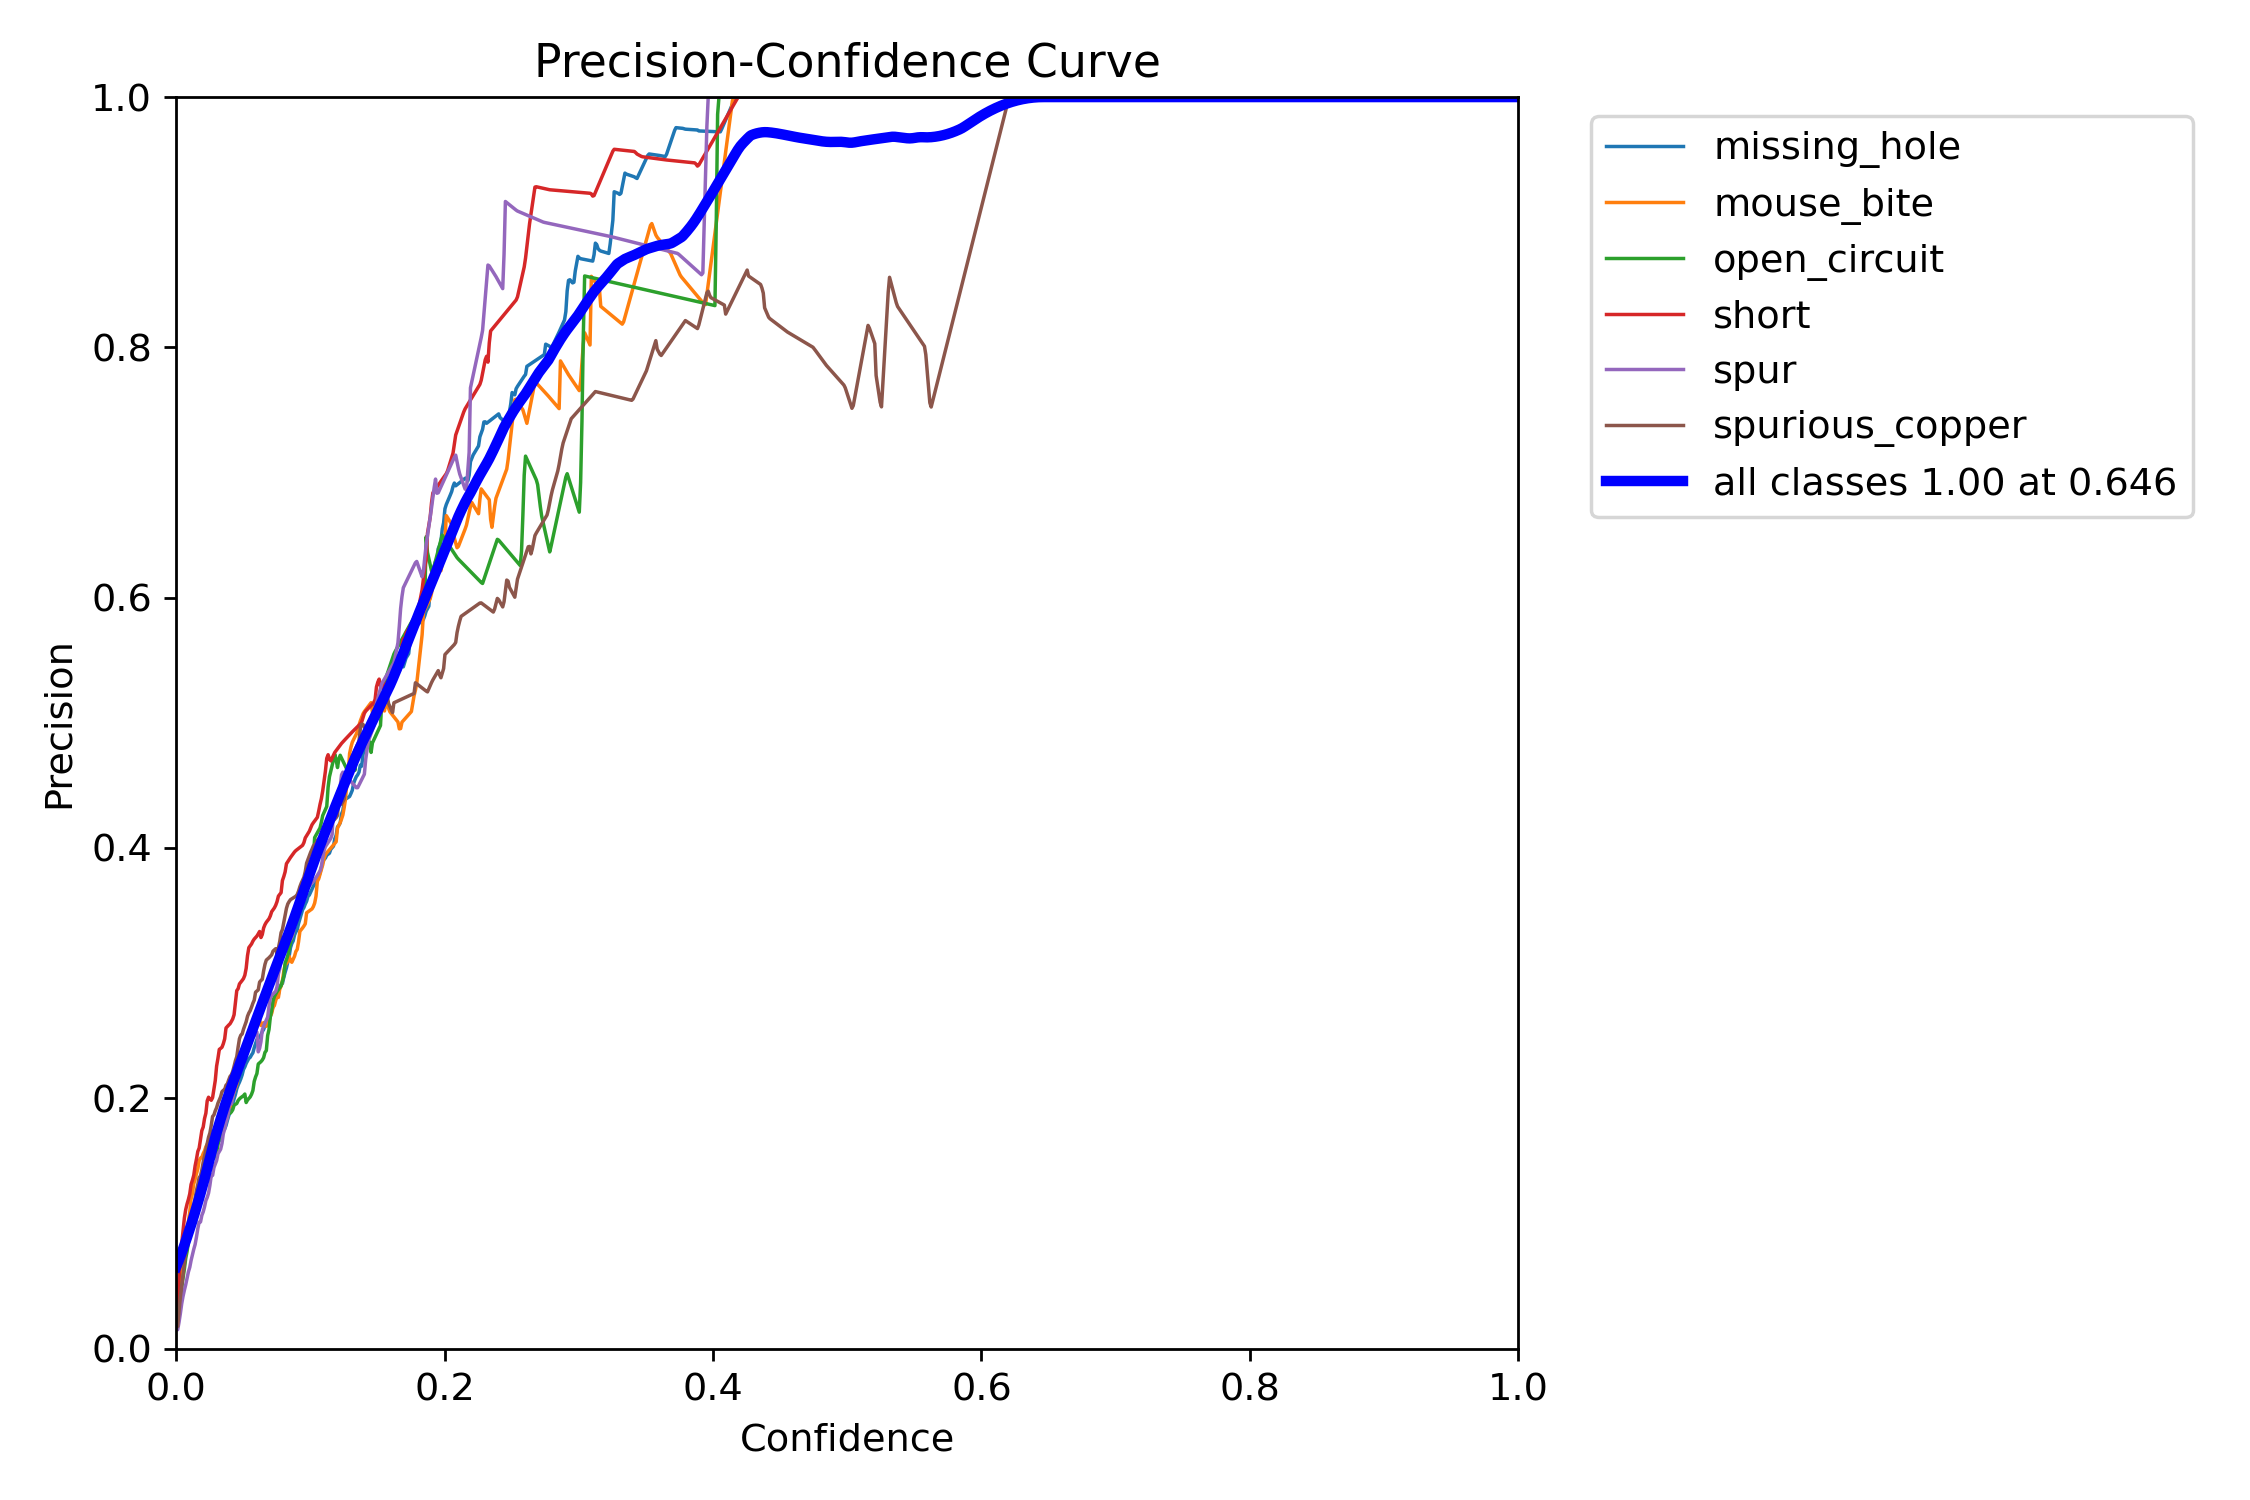 Precision-Confidence Curve
1.0
0.8
0.6
0.4
0.2
0.0
Precision
0.0 0.2 0.4 0.6 0.8 1.0
Confidence
missing_hole
mouse_bite
open_circuit
short
spur
spurious_copper
all classes 1.00 at 0.646